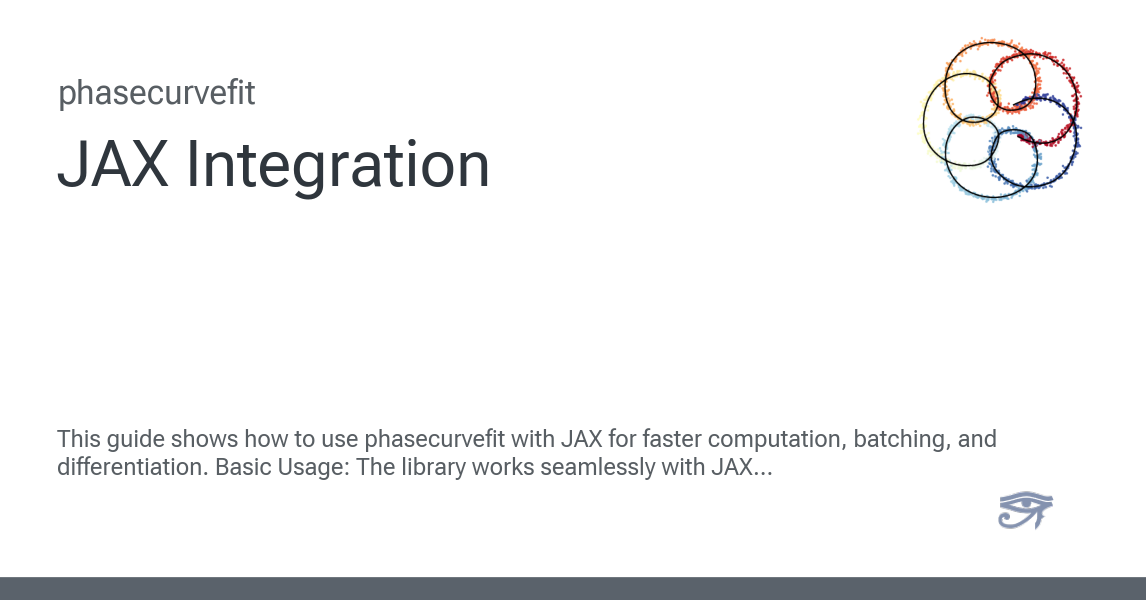 phasecurvefit
JAX Integration
This guide shows how to use phasecurvefit with JAX for faster computation, batching, and
differentiation. Basic Usage: The library works seamlessly with JAX...